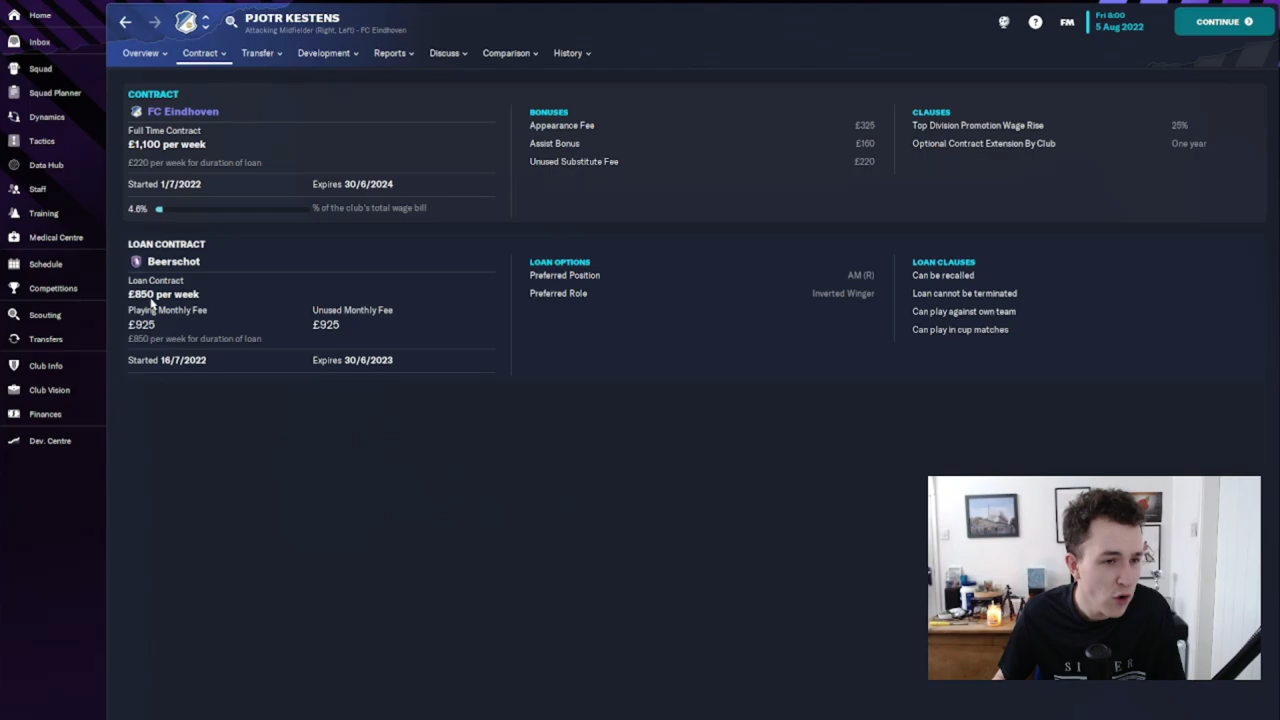 Home
Inbox
Squad
Squad Planner
Dynamics
Tactics
Data Hub
Staff
Training
Medical Centre
Schedule
Competitions
Scouting
Transfers
Club Info
Club Vision
Finances
Dev. Centre
PJOTR KESTENS
Attacking Midfielder (Right, Left) - FC Eindhoven
FM
Fri 8:00
5 Aug 2022
CONTINUE
Overview
Contract
Transfer
Development
Reports
Discuss
Comparison
History
CONTRACT
FC Eindhoven
Full Time Contract
£1,100 per week
£220 per week for duration of loan
Started 1/7/2022 Expires 30/6/2024
4.6% % of the club's total wage bill
BONUSES
Appearance Fee £325
Assist Bonus £160
Unused Substitute Fee £220
CLAUSES
Top Division Promotion Wage Rise 25%
Optional Contract Extension By Club One year
LOAN CONTRACT
Beerschot
Loan Contract
£850 per week
Playing Monthly Fee Unused Monthly Fee
£925 £925
£850 per week for duration of loan
Started 16/7/2022 Expires 30/6/2023
LOAN OPTIONS
Preferred Position AM (R)
Preferred Role Inverted Winger
LOAN CLAUSES
Can be recalled
Loan cannot be terminated
Can play against own team
Can play in cup matches